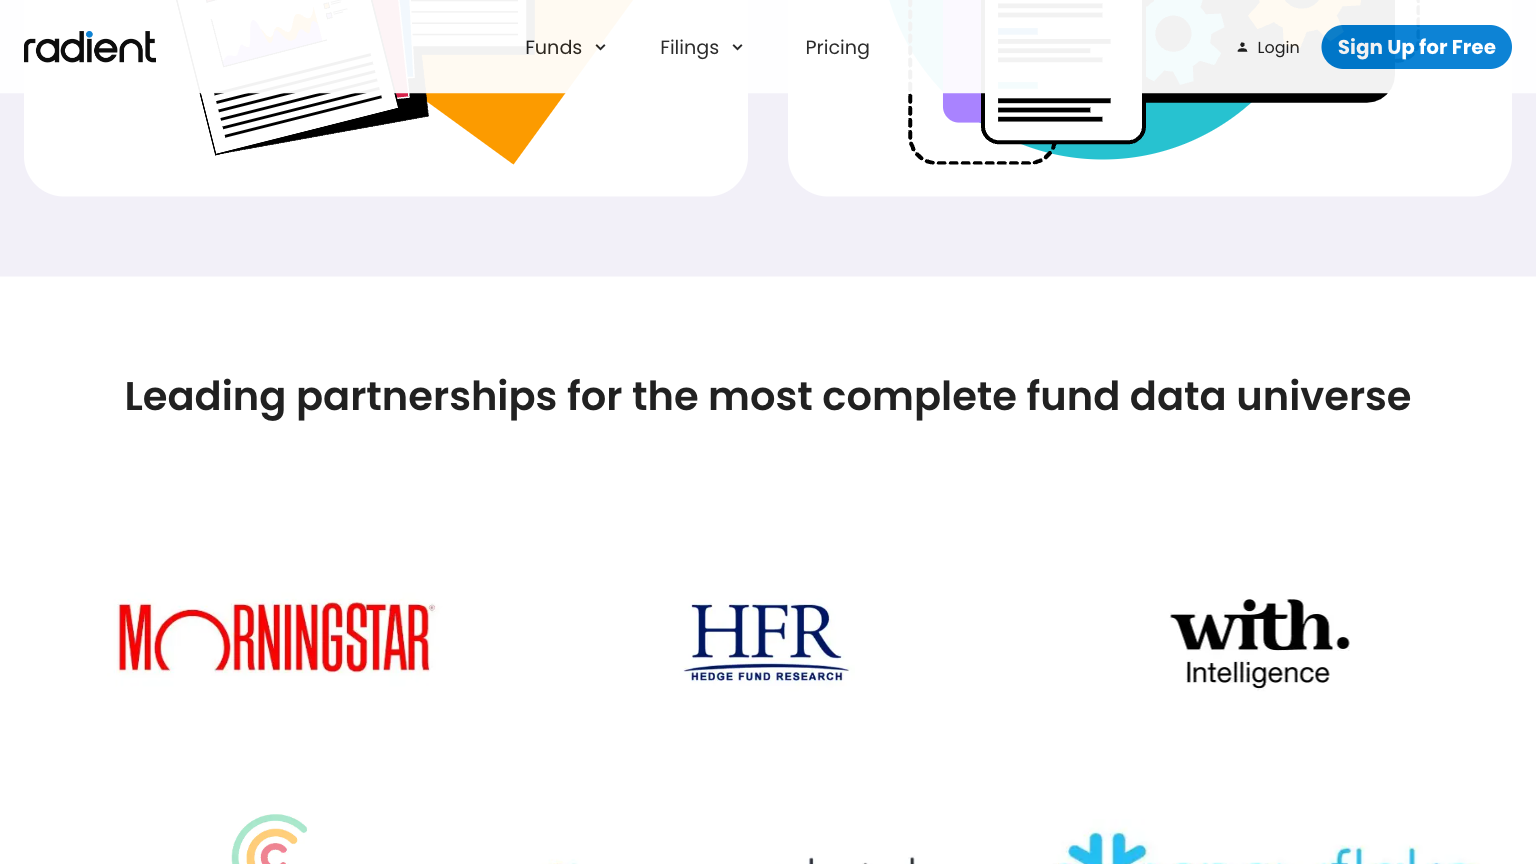 radient
Funds
Filings
Pricing
Login
Sign Up for Free
Leading partnerships for the most complete fund data universe
MORNINGSTAR®
HFR
HEDGE FUND RESEARCH
with.
Intelligence